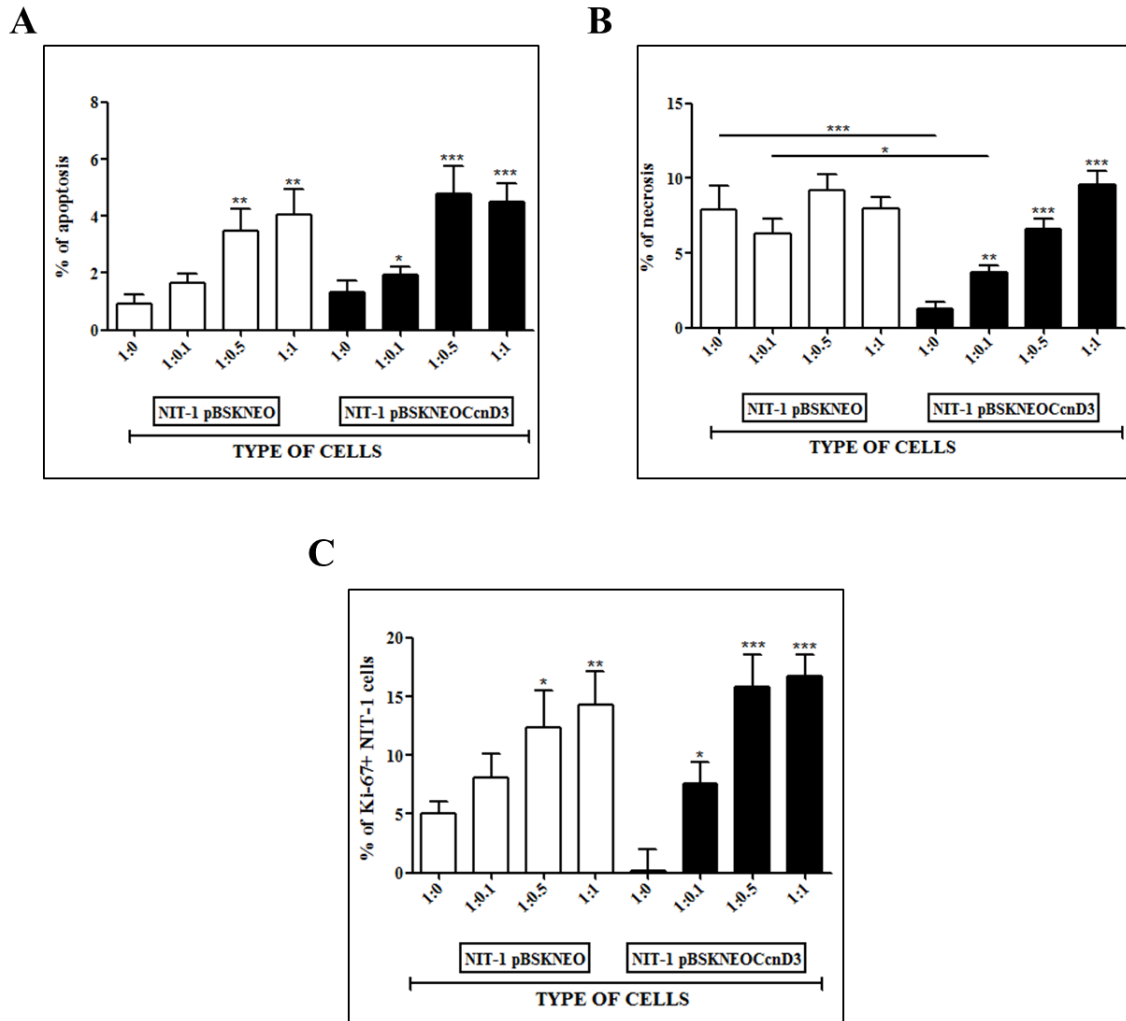 A
% of apoptosis
8
6
4
2
0
** ** * *** ***
1:0 1:0.1 1:0.5 1:1 1:0 1:0.1 1:0.5 1:1
NIT-1 pBSKNEO NIT-1 pBSKNEOCcnD3
TYPE OF CELLS
B
% of necrosis
15
10
5
0
***
*
** *** ***
1:0 1:0.1 1:0.5 1:1 1:0 1:0.1 1:0.5 1:1
NIT-1 pBSKNEO NIT-1 pBSKNEOCcnD3
TYPE OF CELLS
C
% of Ki-67+ NIT-1 cells
20
15
10
5
0
* ** * *** ***
1:0 1:0.1 1:0.5 1:1 1:0 1:0.1 1:0.5 1:1
NIT-1 pBSKNEO NIT-1 pBSKNEOCcnD3
TYPE OF CELLS